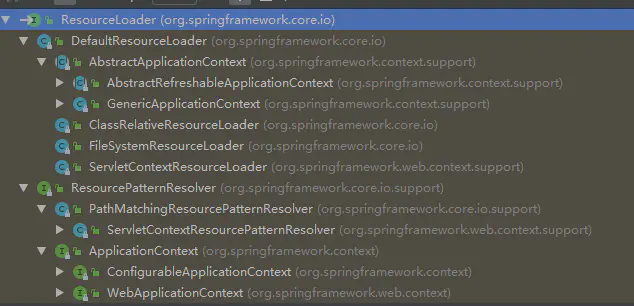 ResourceLoader (org.springframework.core.io)
DefaultResourceLoader (org.springframework.core.io)
AbstractApplicationContext (org.springframework.context.support)
AbstractRefreshableApplicationContext (org.springframework.context.support)
GenericApplicationContext (org.springframework.context.support)
ClassRelativeResourceLoader (org.springframework.core.io)
FileSystemResourceLoader (org.springframework.core.io)
ServletContextResourceLoader (org.springframework.web.context.support)
ResourcePatternResolver (org.springframework.core.io.support)
PathMatchingResourcePatternResolver (org.springframework.core.io.support)
ServletContextResourcePatternResolver (org.springframework.web.context.support)
ApplicationContext (org.springframework.context)
ConfigurableApplicationContext (org.springframework.context)
WebApplicationContext (org.springframework.web.context)